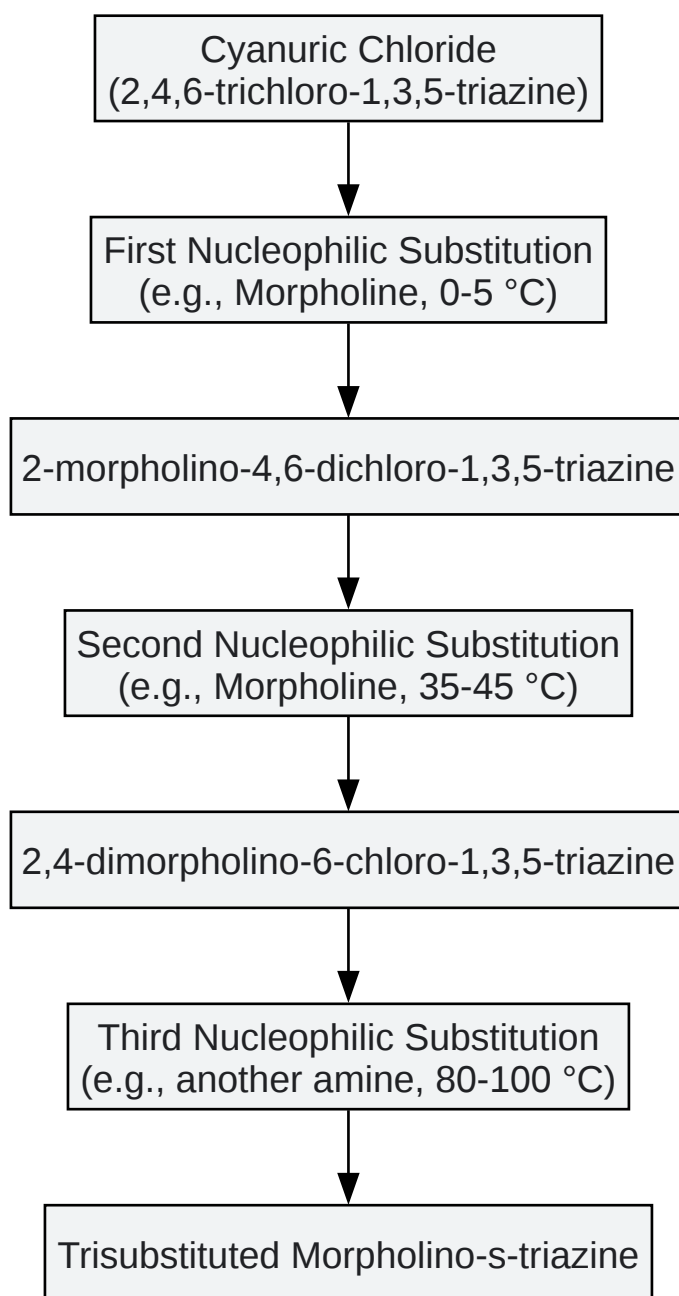 Cyanuric Chloride
(2,4,6-trichloro-1,3,5-triazine)
First Nucleophilic Substitution
(e.g., Morpholine, 0-5 °C)
2-morpholino-4,6-dichloro-1,3,5-triazine
Second Nucleophilic Substitution
(e.g., Morpholine, 35-45 °C)
2,4-dimorpholino-6-chloro-1,3,5-triazine
Third Nucleophilic Substitution
(e.g., another amine, 80-100 °C)
Trisubstituted Morpholino-s-triazine